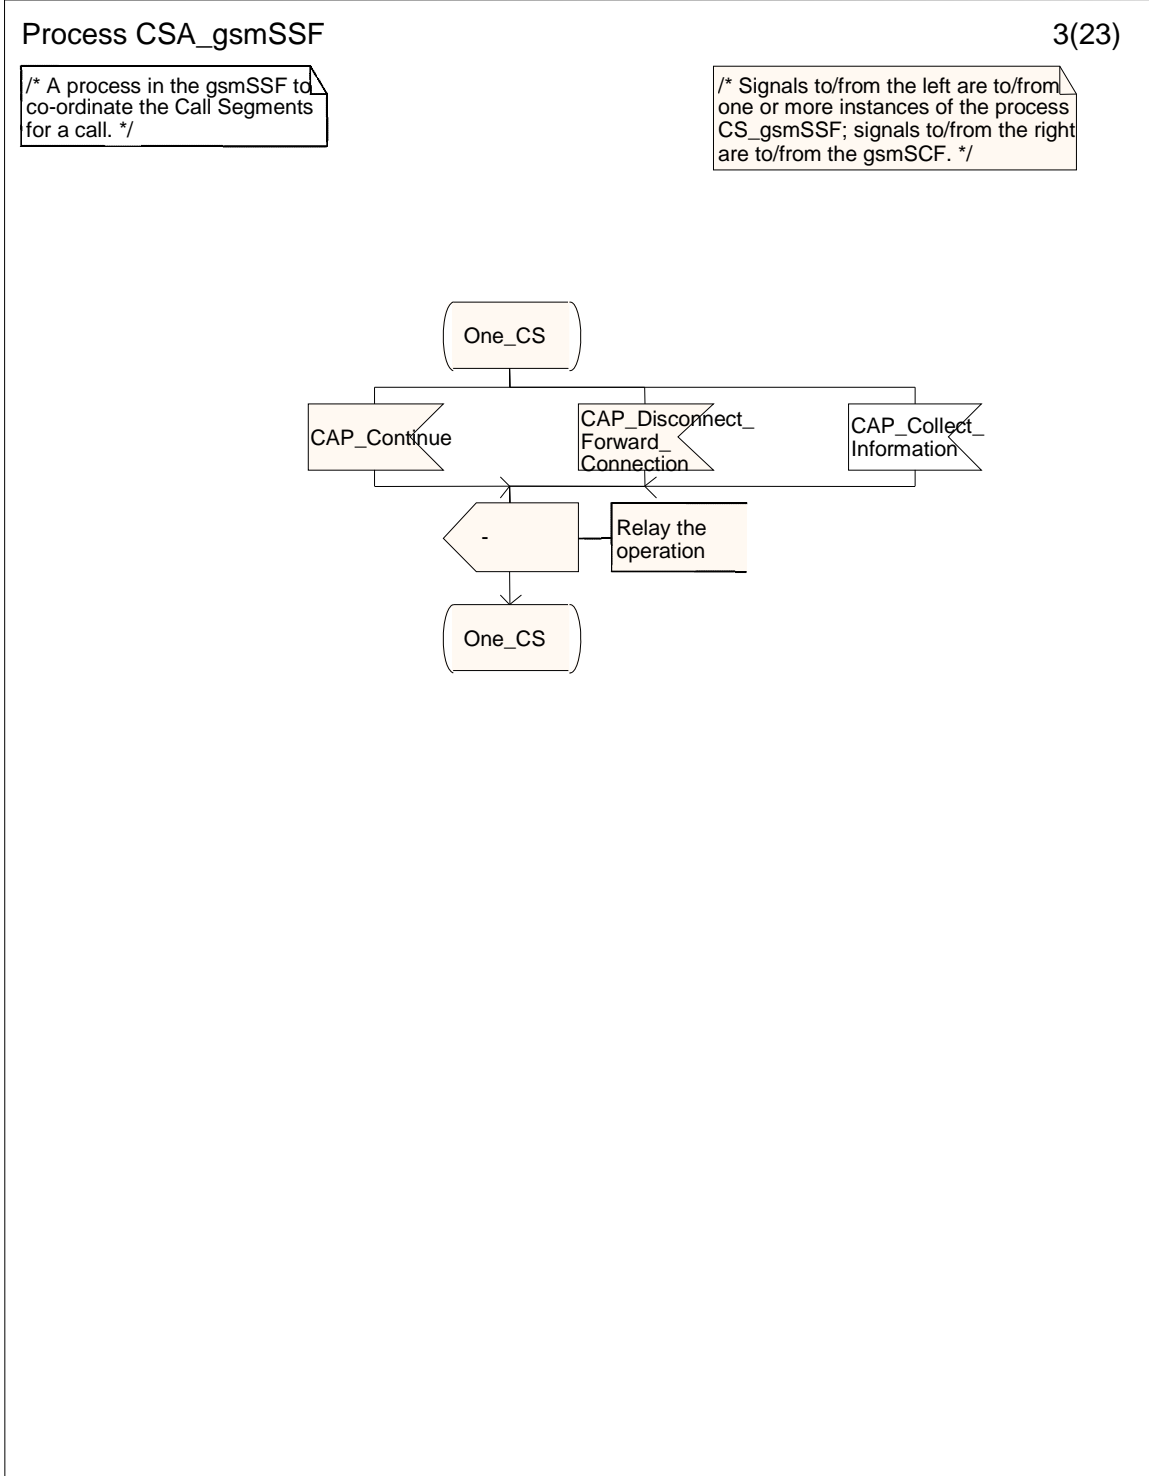 Process CSA_gsmSSF
3(23)
/* A process in the gsmSSF to
co-ordinate the Call Segments
for a call. */
/* Signals to/from the left are to/from
one or more instances of the process
CS_gsmSSF; signals to/from the right
are to/from the gsmSCF. */
One_CS
CAP_Continue
CAP_Disconnect_
Forward_
Connection
CAP_Collect_
Information
-
Relay the
operation
One_CS